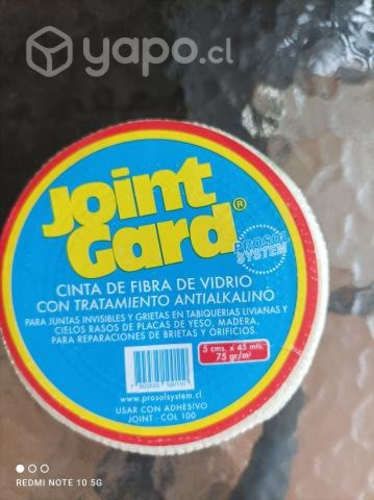 yapo.cl
Joint
Gard®
PROSOL
SYSTEM
CINTA DE FIBRA DE VIDRIO
CON TRATAMIENTO ANTIALKALINO
PARA JUNTAS INVISIBLES Y GRIETAS EN TABIQUERIAS LIVIANAS Y
CIELOS RASOS DE PLACAS DE YESO, MADERA.
PARA REPARACIONES DE BRIETAS Y ORIFICIOS.
5 cms. x 45 mts.
75 gr/m²
www.prosolsystem.cl
USAR CON ADHESIVO
JOINT - COL 100
REDMI NOTE 10 5G